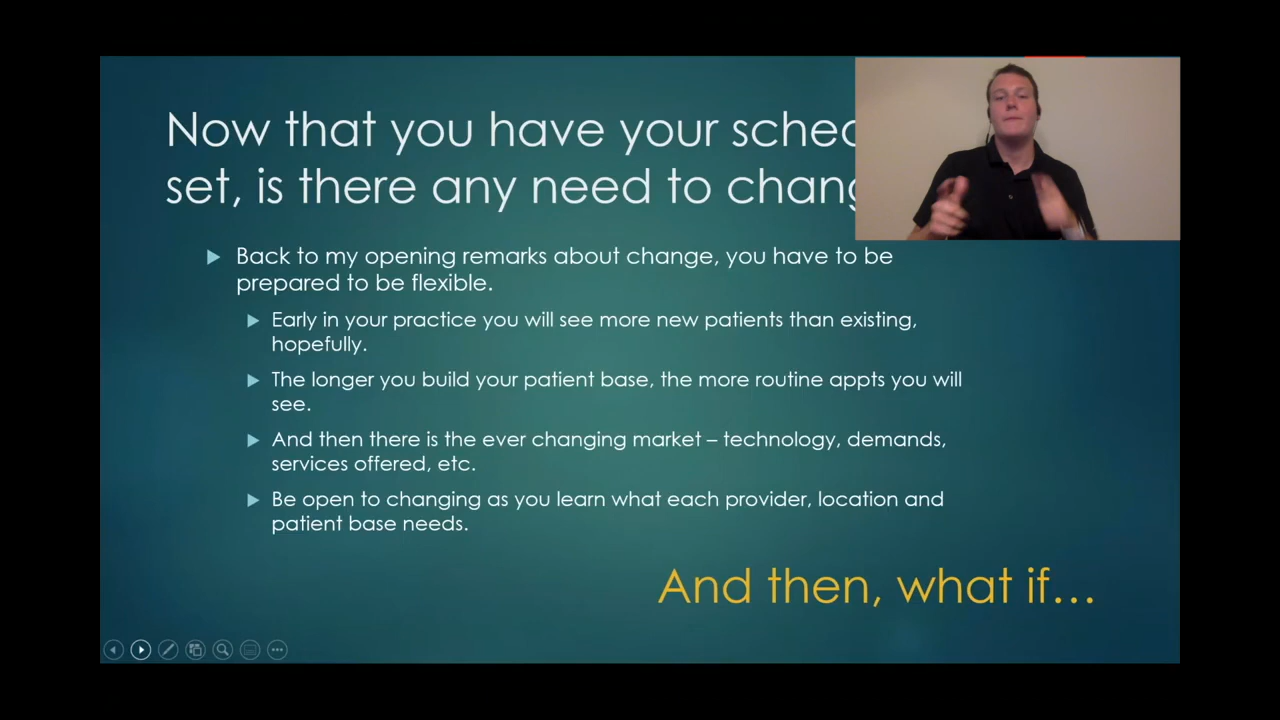 Now that you have your
set, is there any need to
Back to my opening remarks about change, you have to be
prepared to be flexible.
Early in your practice you will see more new patients than existing,
hopefully.
The longer you build your patient base, the more routine appts you will
see.
And then there is the ever changing market – technology, demands,
services offered, etc.
Be open to changing as you learn what each provider, location and
patient base needs.
And then, what if...